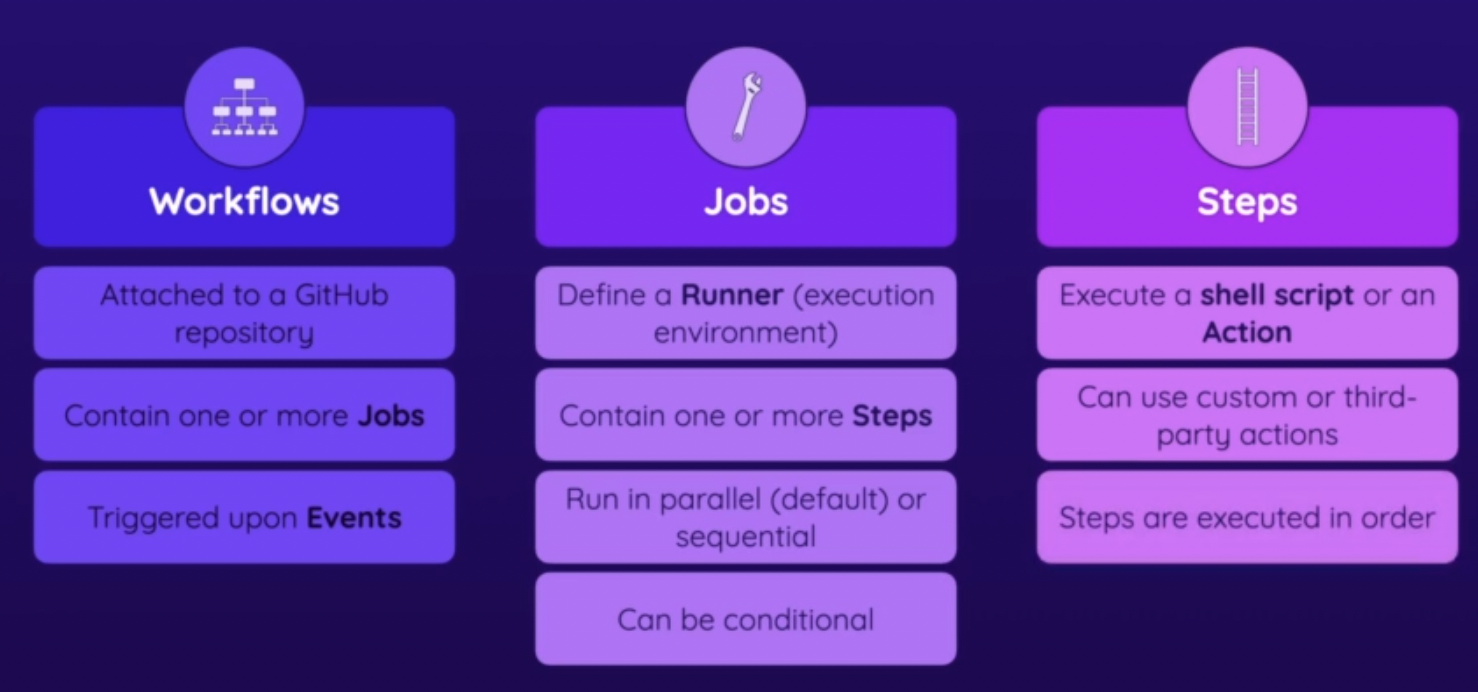 Workflows
Attached to a GitHub
repository
Contain one or more Jobs
Triggered upon Events
Jobs
Define a Runner (execution
environment)
Contain one or more Steps
Run in parallel (default) or
sequential
Can be conditional
Steps
Execute a shell script or an
Action
Can use custom or third-
party actions
Steps are executed in order